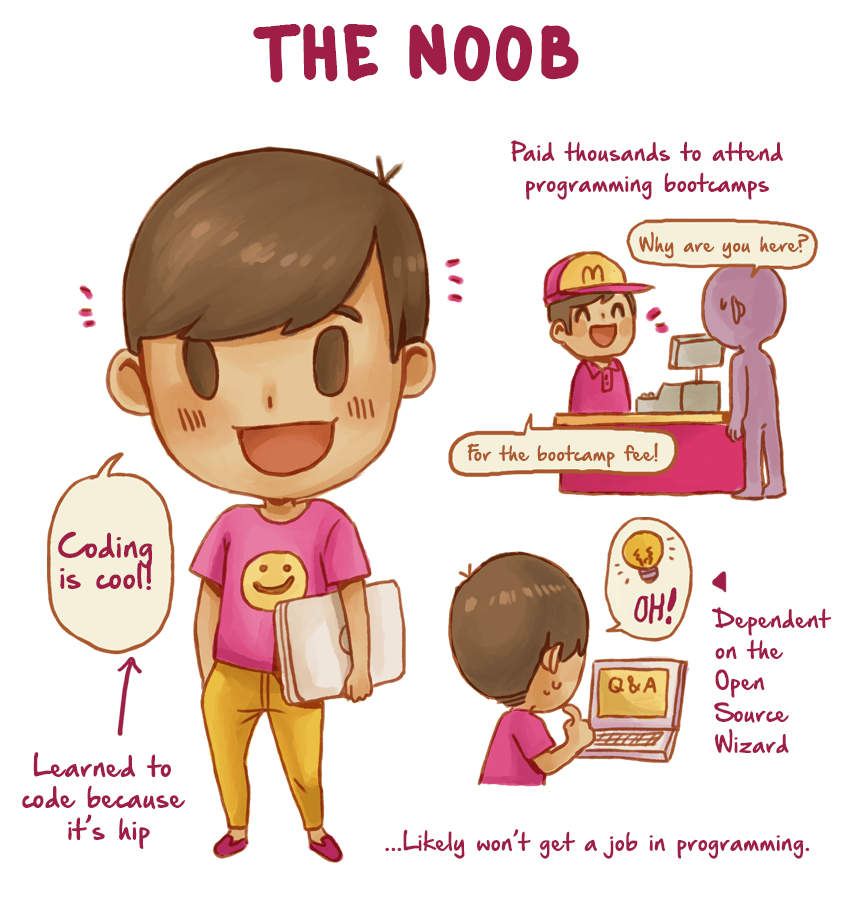 THE NOOB
Paid thousands to attend
programming bootcamps
Why are you here?
M
For the bootcamp fee!
Coding
is cool!
Learned to
code because
it's hip
OH!
Q&A
Dependent
on the
Open
Source
Wizard
...Likely won't get a job in programming.